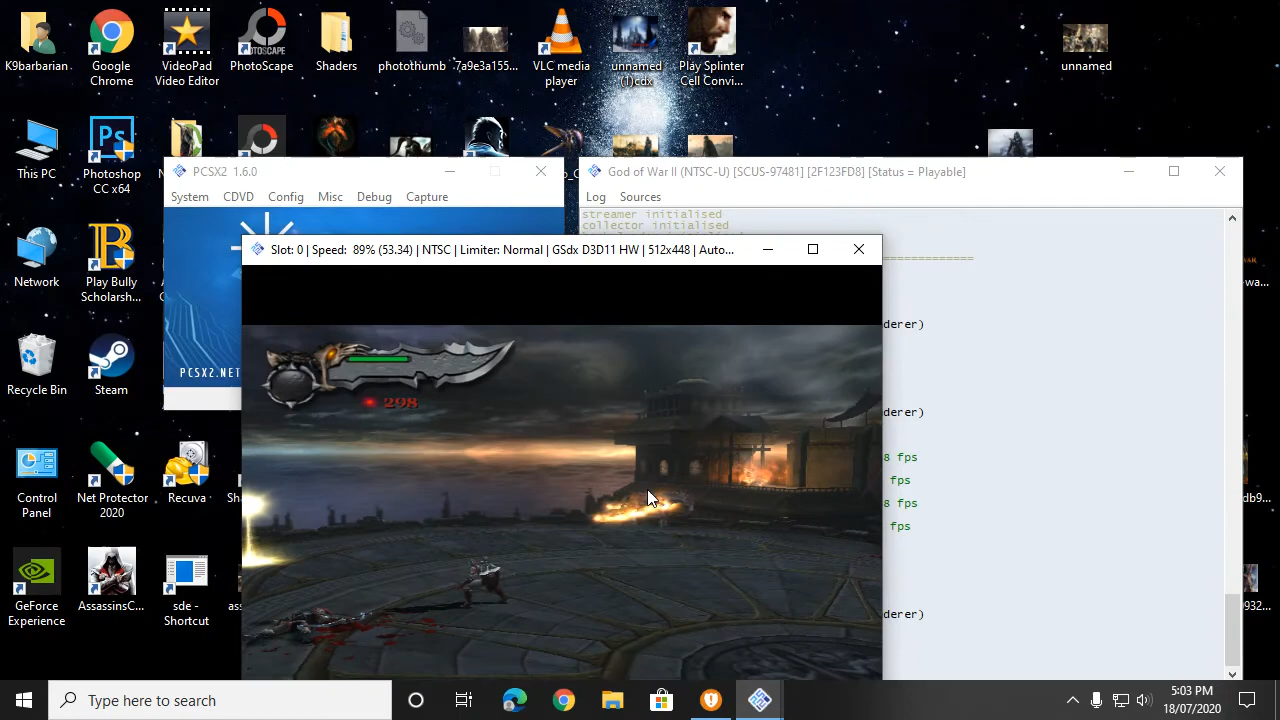 K9barbarian
Google
Chrome
VideoPad
Video Editor
PhotoScape
Shaders
photothumb
7a9e3a155...
VLC media
player
unnamed
(1)cdx
Play Splinter
Cell Convi...
unnamed
This PC
Photoshop
CC x64
PCSX2 1.6.0
System
CDVD
Config
Misc
Debug
Capture
PCSX2.NET
God of War II (NTSC-U) [SCUS-97481] [2F123FD8] [Status = Playable]
Log
Sources
streamer initialised
collector initialised
Slot: 0 | Speed: 89% (53.34) | NTSC | Limiter: Normal | GSdx D3D11 HW | 512x448 | Auto...
298
derer)
derer)
8 fps
fps
8 fps
fps
derer)
Network
Play Bully
Scholarsh...
Recycle Bin
Steam
Control
Panel
Net Protector
2020
Recuva
GeForce
Experience
AssassinsC...
sde -
Shortcut
Type here to search
5:03 PM
18/07/2020